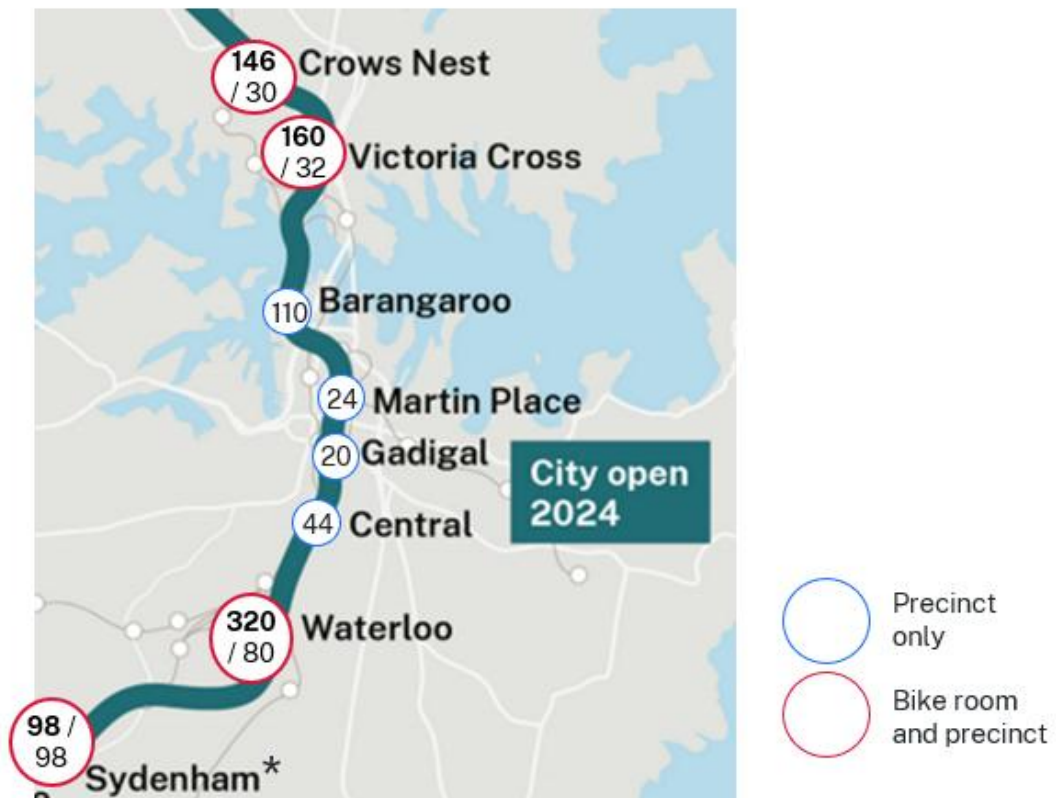 146
/ 30
Crows Nest
160
/ 32
Victoria Cross
110
Barangaroo
24
Martin Place
20
Gadigal
City open
2024
44
Central
320
/ 80
Waterloo
98 /
98
Sydenham*
Precinct
only
Bike room
and precinct